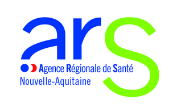 ars
Agence Régionale de Santé
Nouvelle-Aquitaine